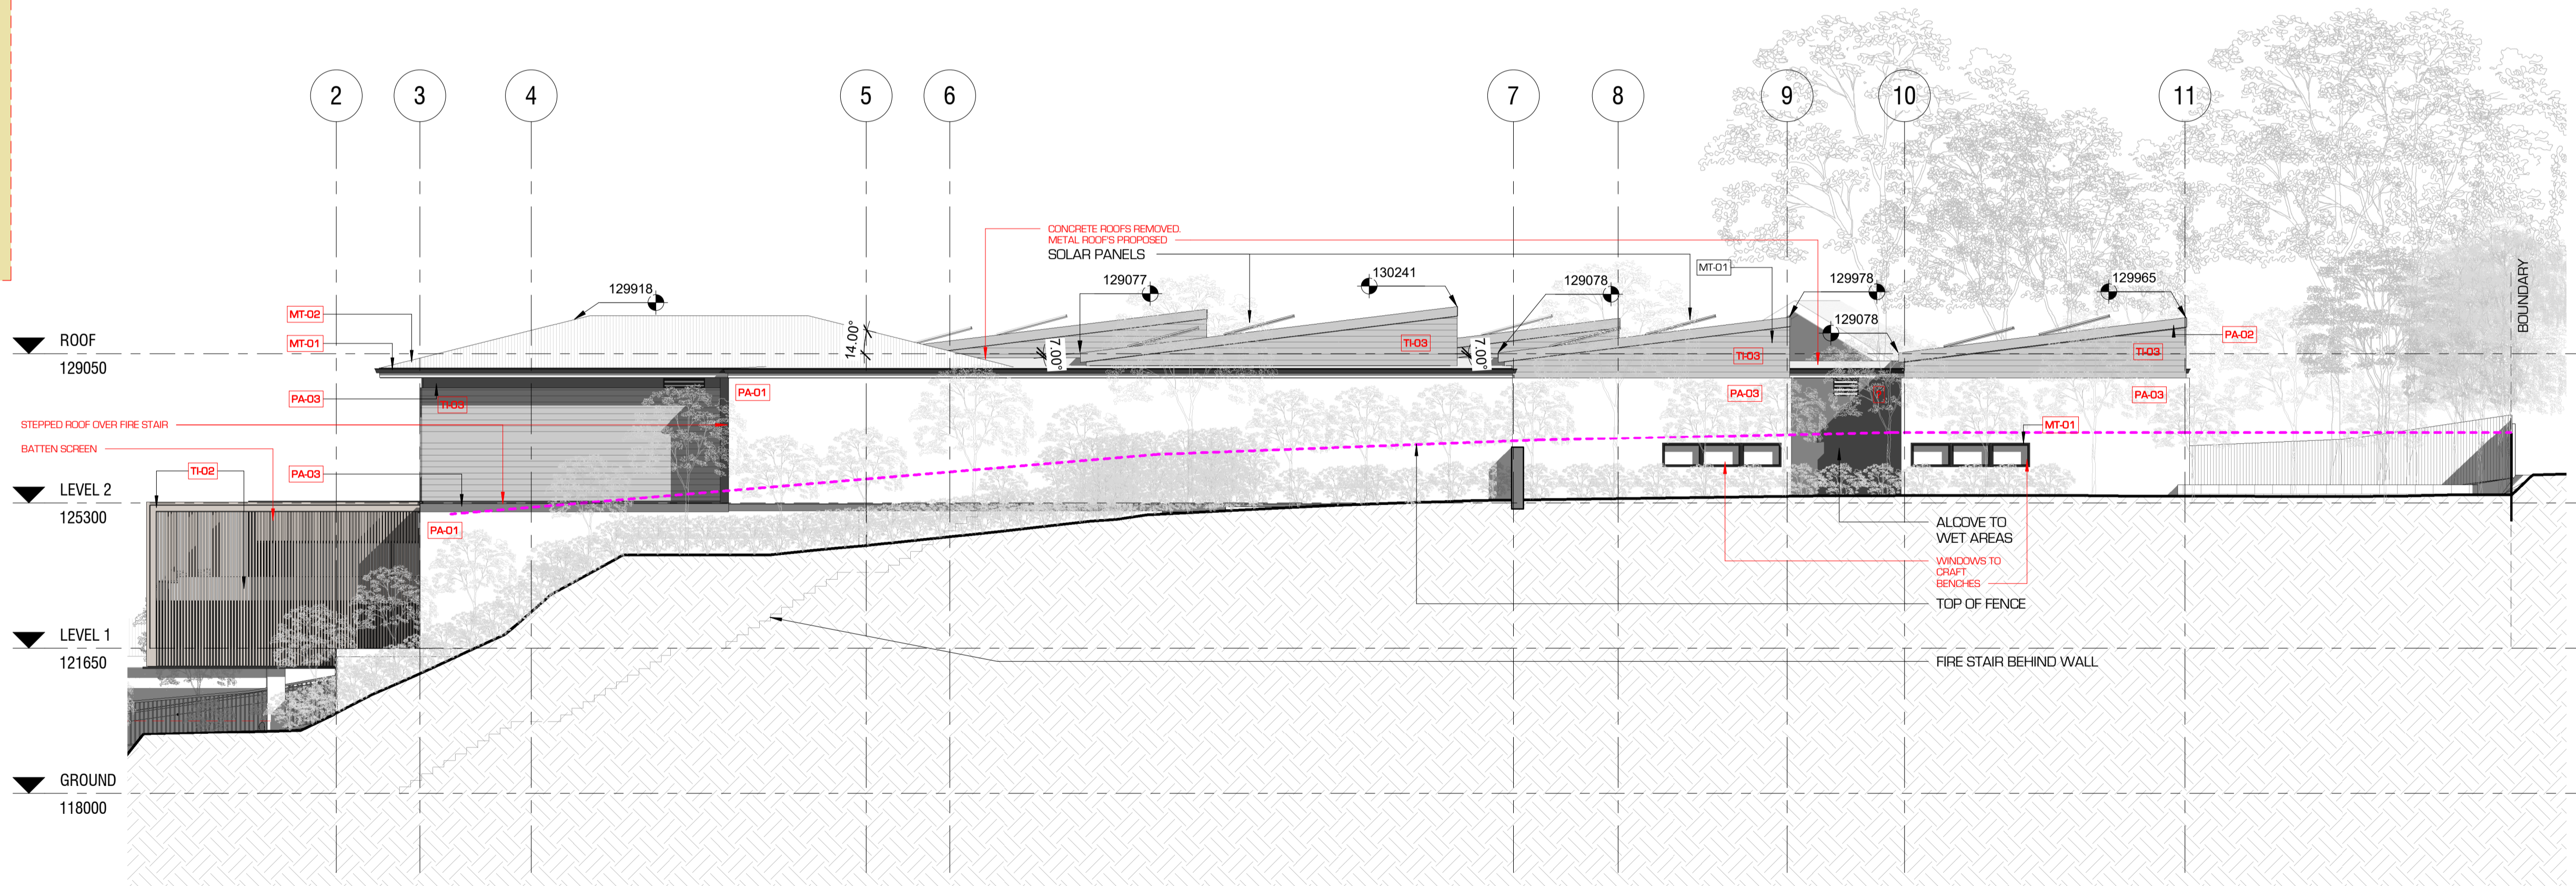 2
3
4
5
6
7
8
9
10
11
CONCRETE ROOFS REMOVED.
METAL ROOF'S PROPOSED
SOLAR PANELS
MT-01
BOUNDARY
129918
129077
130241
129078
129978
129078
129965
MT-02
MT-01
ROOF
129050
14.00°
7.00°
7.00°
TI-03
TI-03
TI-03
PA-02
PA-03
TI-03
PA-01
PA-03
PA-03
STEPPED ROOF OVER FIRE STAIR
BATTEN SCREEN
MT-01
TI-02
PA-03
LEVEL 2
125300
PA-01
ALCOVE TO
WET AREAS
WINDOWS TO
CRAFT
BENCHES
TOP OF FENCE
LEVEL 1
121650
FIRE STAIR BEHIND WALL
GROUND
118000